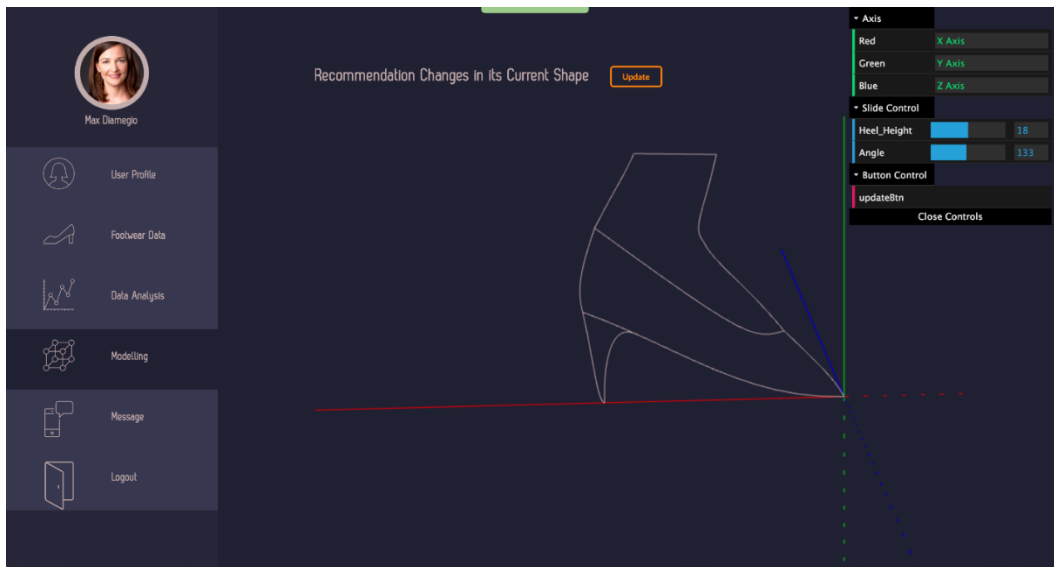 Max Diamegio
User Profile
Footwear Data
Data Analysis
Modelling
Message
Logout
Recommendation Changes in its Current Shape
Update
Axis
Red X Axis
Green Y Axis
Blue Z Axis
Slide Control
Heel_Height 18
Angle 133
Button Control
updateBtn
Close Controls